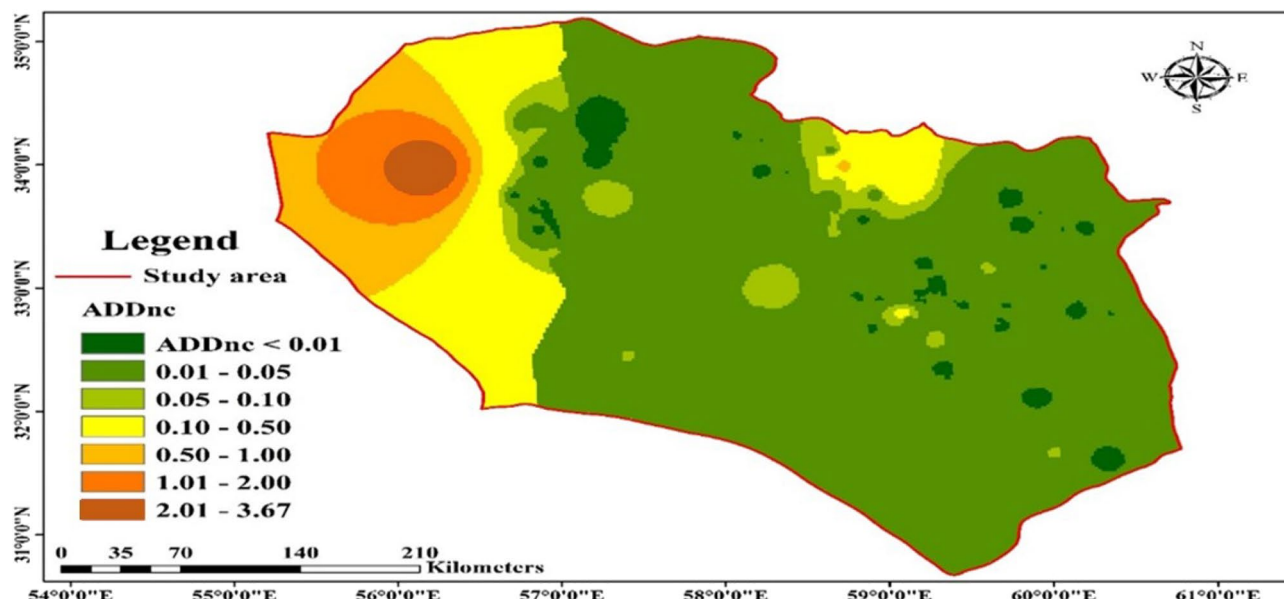 35°0'0"N
34°0'0"N
33°0'0"N
32°0'0"N
31°0'0"N
N
W E
S
Legend
Study area
ADDnc
ADDnc < 0.01
0.01 - 0.05
0.05 - 0.10
0.10 - 0.50
0.50 - 1.00
1.01 - 2.00
2.01 - 3.67
0 35 70 140 210
Kilometers
54°0'0"E 55°0'0"E 56°0'0"E 57°0'0"E 58°0'0"E 59°0'0"E 60°0'0"E 61°0'0"E